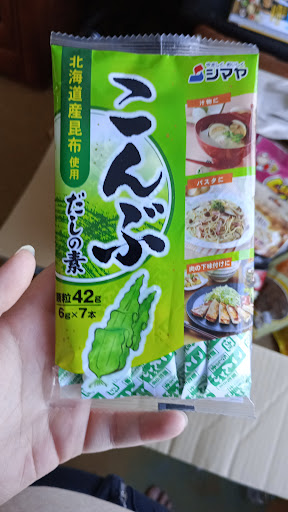 シマヤ
北海道産昆布使用
こんぶ
だしの素
顆粒42g
6g×7本
汁物に
パスタに
肉の下味付けに